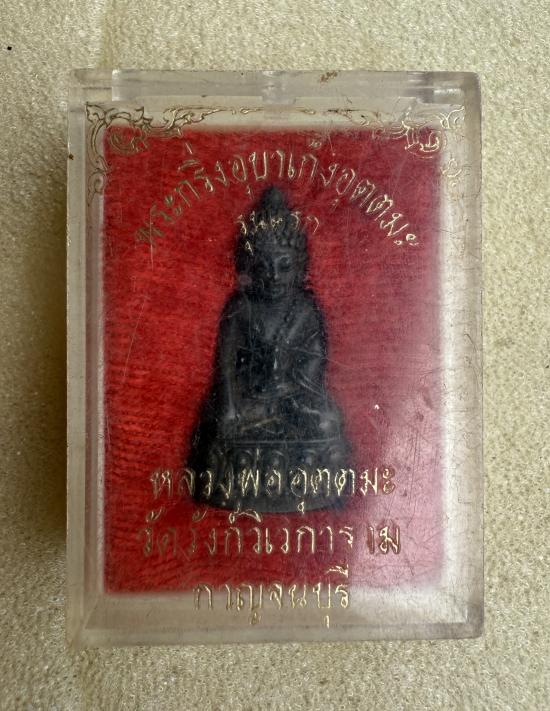 พระกริ่งอุบาเก็งอุตตมะ
รุ่นแรก
หลวงพ่ออุตตมะ
วัดวังก์วิเวการาม
กาญจนบุรี